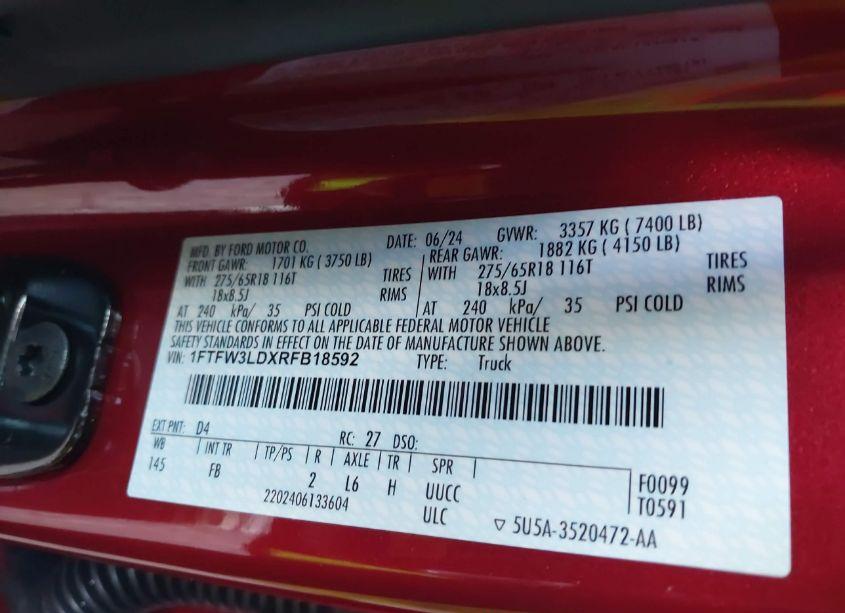 MFD. BY FORD MOTOR CO. DATE: 06/24 GVWR: 3357 KG ( 7400 LB)
FRONT GAWR: 1701 KG ( 3750 LB) REAR GAWR: 1882 KG ( 4150 LB)
WITH 275/65R18 116T TIRES WITH 275/65R18 116T TIRES
18x8.5J RIMS 18x8.5J RIMS
AT 240 kPa/ 35 PSI COLD AT 240 kPa/ 35 PSI COLD
THIS VEHICLE CONFORMS TO ALL APPLICABLE FEDERAL MOTOR VEHICLE
SAFETY STANDARDS IN EFFECT ON THE DATE OF MANUFACTURE SHOWN ABOVE.
VIN: 1FTFW3LDXRFB18592 TYPE: Truck
EXT PNT: D4 RC: 27 DSO:
WB INT TR TP/PS R AXLE TR SPR
145 FB 2 L6 H UUCC F0099
2202406133604 ULC T0591
5U5A-3520472-AA